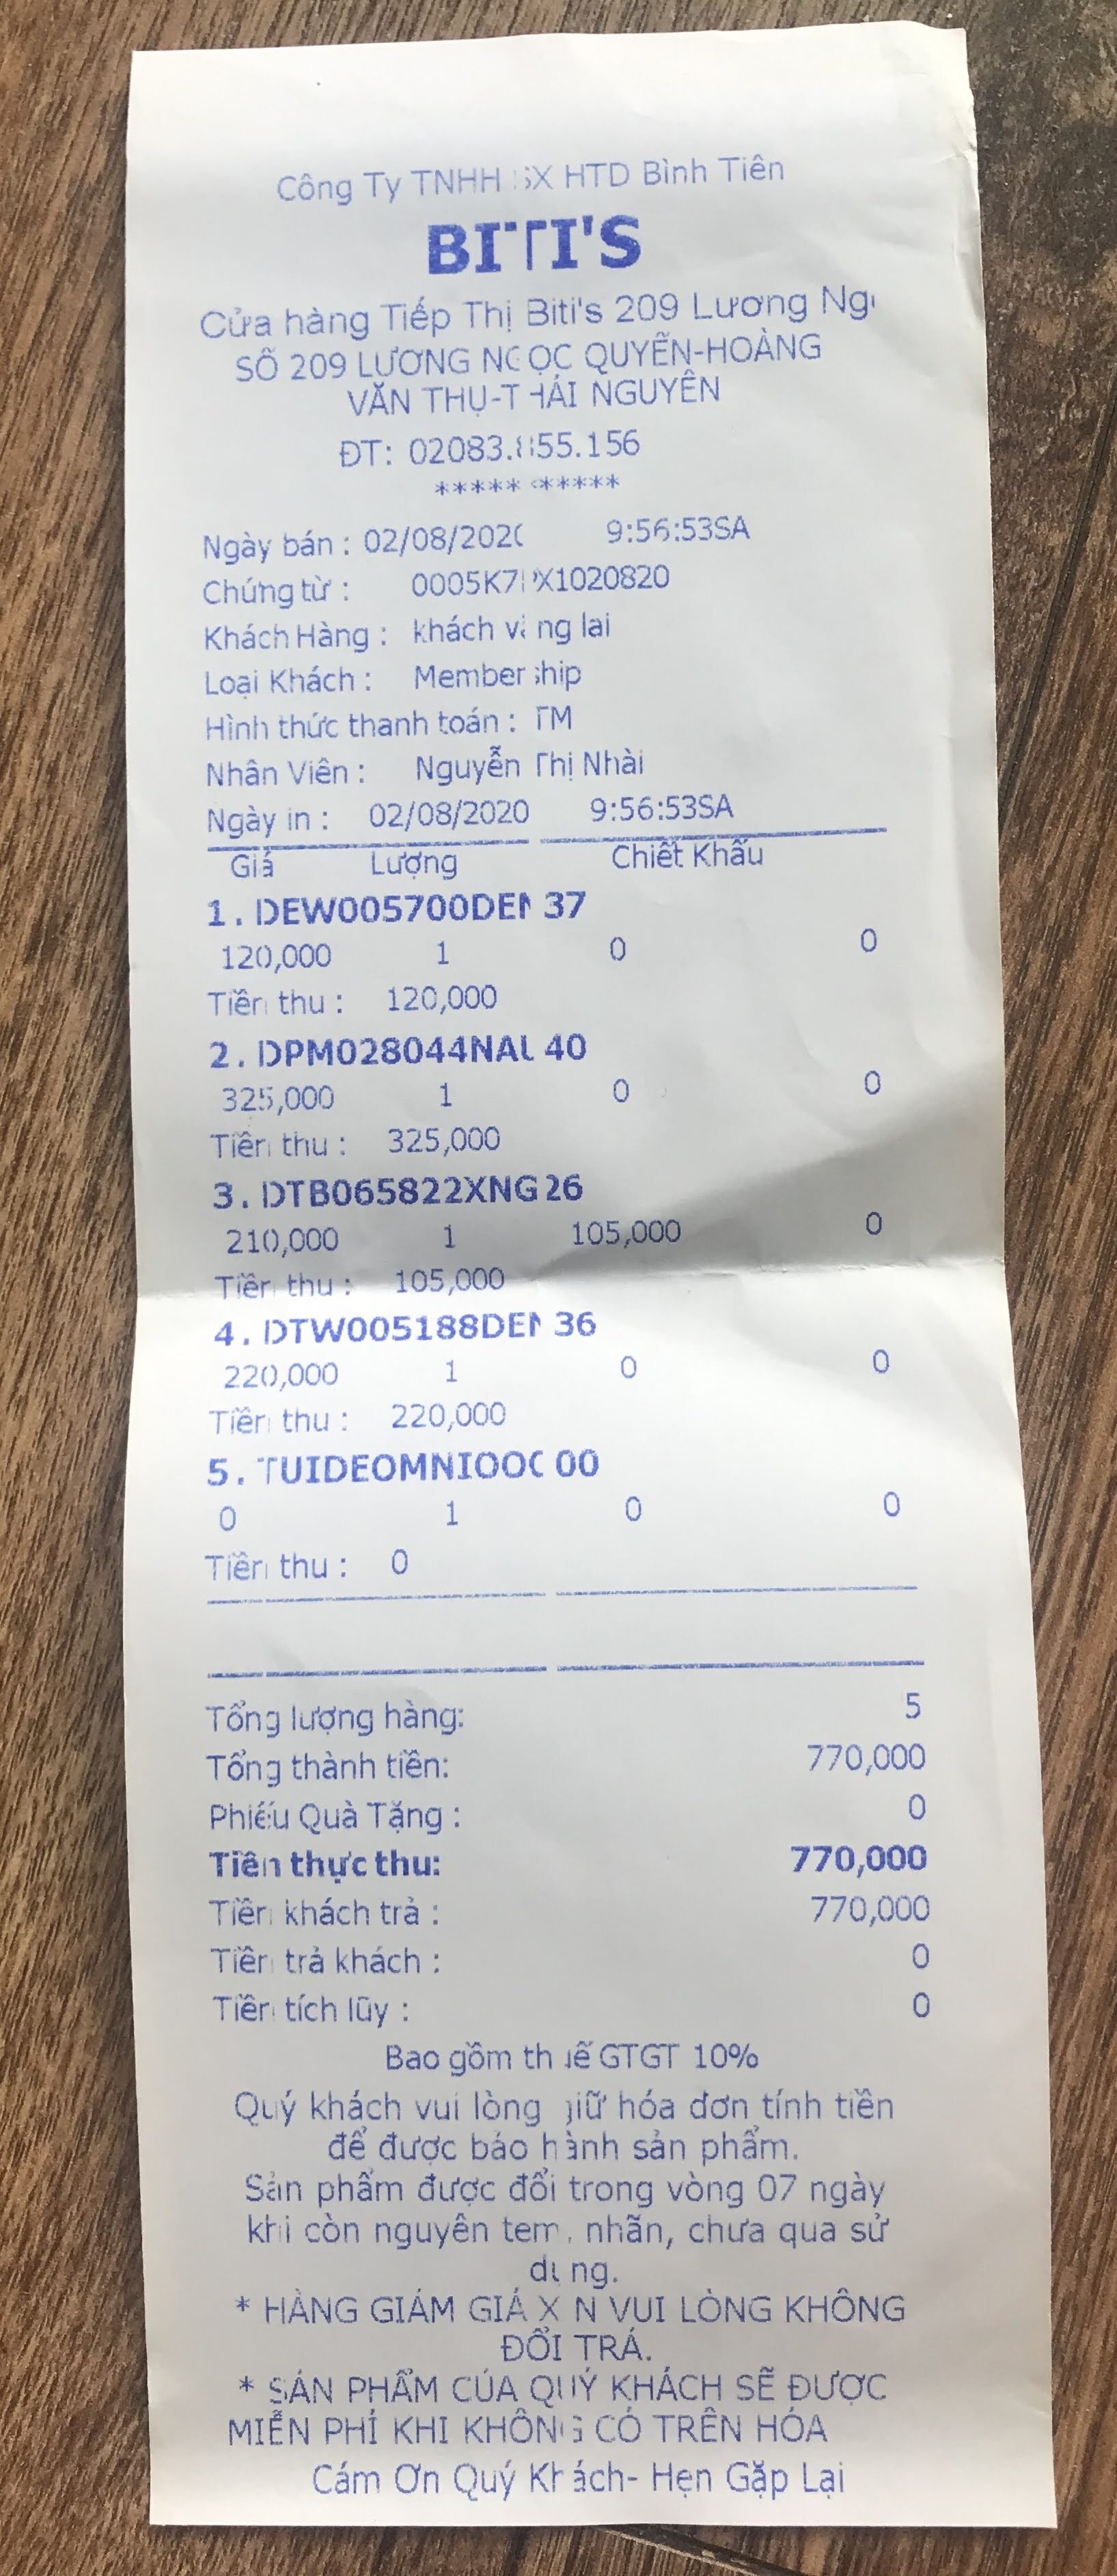 Công Ty TNHH SX HTD Bình Tiên
BITI'S
Cửa hàng Tiếp Thị Biti's 209 Lương Ng
SỐ 209 LƯƠNG NGỌC QUYẾN-HOÀNG
VĂN THỤ-THÁI NGUYÊN
ĐT: 02083.855.156
**********
Ngày bán : 02/08/2020 9:56:53SA
Chứng từ :
Khách Hàng : khách vãng lai
Loại Khách : Membership
Hình thức thanh toán : TM
Nhân Viên : Nguyễn Thị Nhài
Ngày in : 02/08/2020 9:56:53SA
Giá Lượng Chiết Khấu
1. DEW005700DEN 37
120,000 1 0 0
Tiền thu : 120,000
2. DPM028044NAU 40
325,000 1 0 0
Tiền thu : 325,000
3. DTB065822XNG 26
210,000 1 105,000 0
Tiền thu : 105,000
4. DTW005188DEN 36
220,000 1 0 0
Tiền thu : 220,000
5. 00
0 1 0 0
Tiền thu : 0
Tổng lượng hàng: 5
Tổng thành tiền: 770,000
Phiếu Quà Tặng : 0
Tiền thực thu: 770,000
Tiền khách trả : 770,000
Tiền trả khách : 0
Tiền tích lũy : 0
Bao gồm thuế GTGT 10%
Quý khách vui lòng giữ hóa đơn tính tiền
để được bảo hành sản phẩm.
Sản phẩm được đổi trong vòng 07 ngày
khi còn nguyên tem, nhãn, chưa qua sử
dụng.
* HÀNG GIẢM GIÁ XIN VUI LÒNG KHÔNG
ĐỔI TRẢ.
* SẢN PHẨM CỦA QUÝ KHÁCH SẼ ĐƯỢC
MIỄN PHÍ KHI KHÔNG CÓ TRÊN HÓA
Cám Ơn Quý Khách- Hẹn Gặp Lại